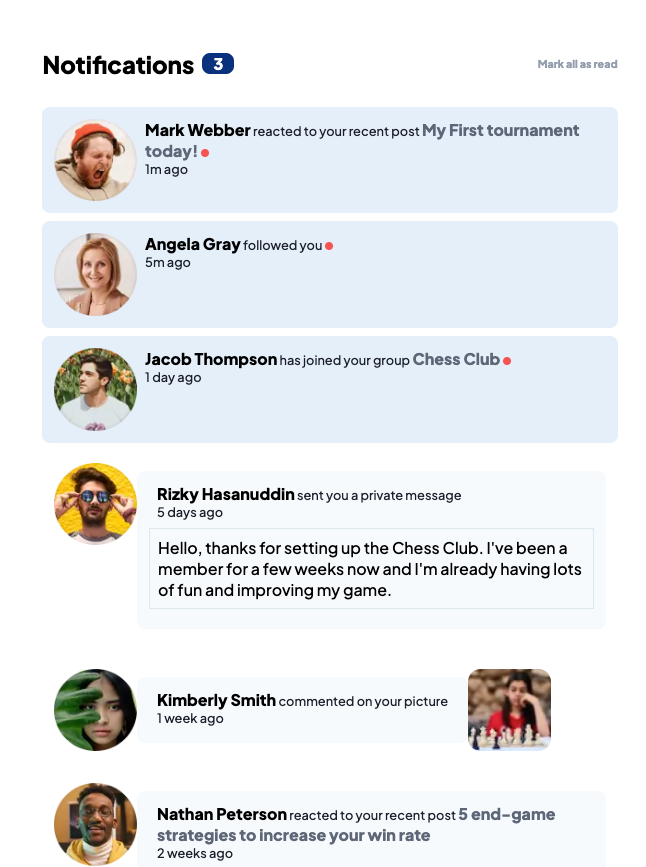 Notifications 3
Mark all as read
Mark Webber reacted to your recent post My First tournament
today!
1m ago
Angela Gray followed you
5m ago
Jacob Thompson has joined your group Chess Club
1 day ago
Rizky Hasanuddin sent you a private message
5 days ago
Hello, thanks for setting up the Chess Club. I've been a
member for a few weeks now and I'm already having lots
of fun and improving my game.
Kimberly Smith commented on your picture
1 week ago
Nathan Peterson reacted to your recent post 5 end-game
strategies to increase your win rate
2 weeks ago